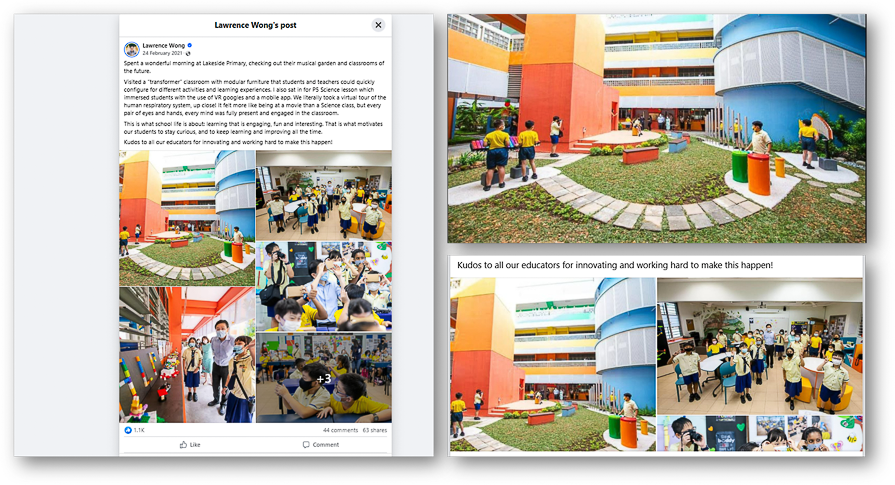 Lawrence Wong's post
Lawrence Wong
24 February 2021
Spent a wonderful morning at Lakeside Primary, checking out their musical garden and classrooms of
the future.
Visited a "transformer" classroom with modular furniture that students and teachers could quickly
configure for different activities and learning experiences. I also sat in for P5 Science lesson which
immersed students with the use of VR googles and a mobile app. We literally took a virtual tour of the
human respiratory system, up close! It felt more like being at a movie than a Science class, but every
pair of eyes and hands, every mind was fully present and engaged in the classroom.
This is what school life is about: learning that is engaging, fun and interesting. That is what motivates
our students to stay curious, and to keep learning and improving all the time.
Kudos to all our educators for innovating and working hard to make this happen!
+3
1.1K
44 comments 63 shares
Like
Comment
Kudos to all our educators for innovating and working hard to make this happen!